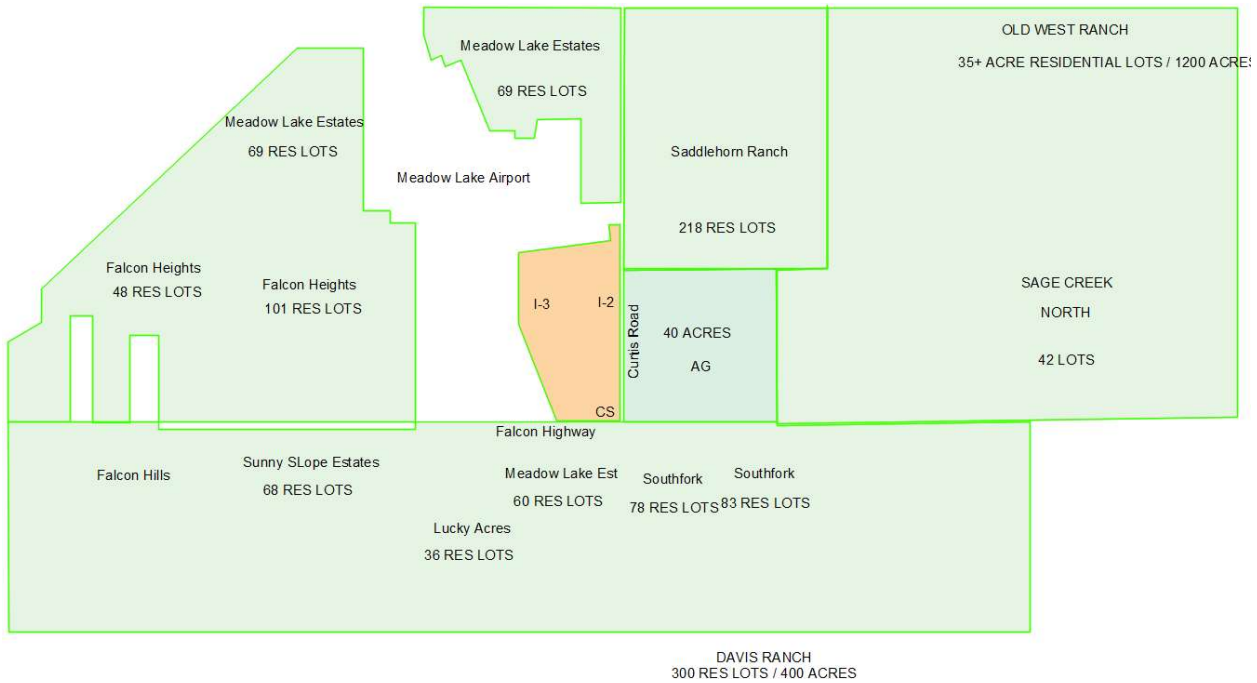 OLD WEST RANCH
35+ ACRE RESIDENTIAL LOTS / 1200 ACRES
Meadow Lake Estates
69 RES LOTS
Meadow Lake Estates
69 RES LOTS
Meadow Lake Airport
Saddlehorn Ranch
218 RES LOTS
Falcon Heights
48 RES LOTS
Falcon Heights
101 RES LOTS
I-3
I-2
CS
Curtis Road
40 ACRES
AG
SAGE CREEK
NORTH
42 LOTS
Falcon Highway
Falcon Hills
Sunny SLope Estates
68 RES LOTS
Meadow Lake Est
60 RES LOTS
Southfork
78 RES LOTS
Southfork
83 RES LOTS
Lucky Acres
36 RES LOTS
DAVIS RANCH
300 RES LOTS / 400 ACRES